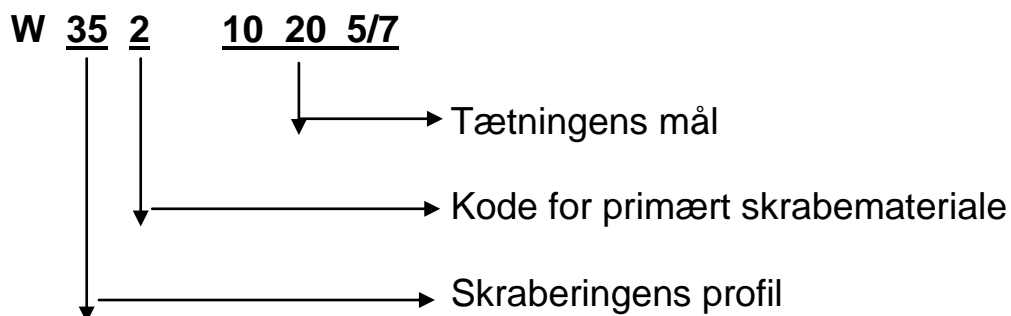 W 35 2 10 20 5/7
Tætningens mål
Kode for primært skrabemateriale
Skraberingens profil